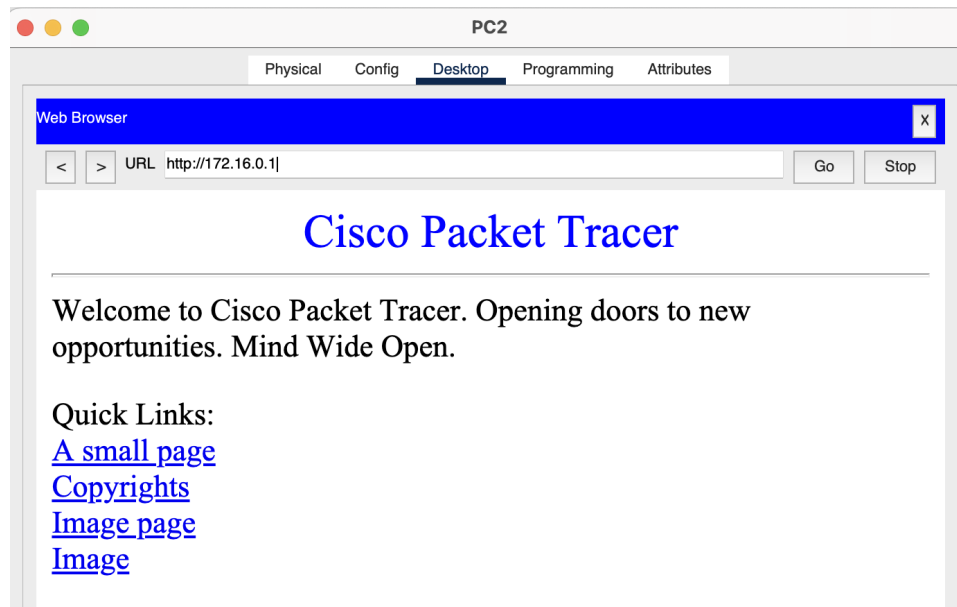 PC2
Physical Config Desktop Programming Attributes
Web Browser X
< > URL http://172.16.0.1 Go Stop
Cisco Packet Tracer
Welcome to Cisco Packet Tracer. Opening doors to new
opportunities. Mind Wide Open.
Quick Links:
A small page
Copyrights
Image page
Image